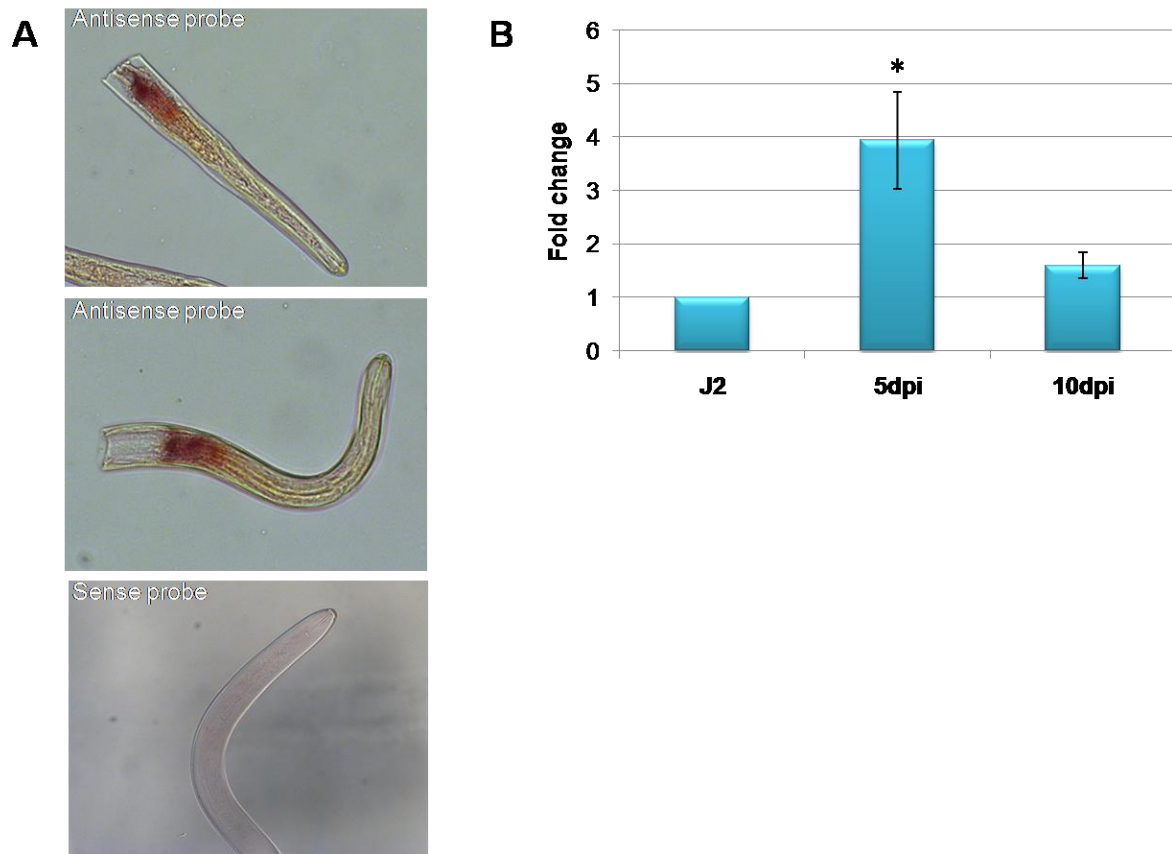 A
Antisense probe
Antisense probe
Sense probe
B
Fold change
6
5
4
3
2
1
0
*
J2
5dpi
10dpi